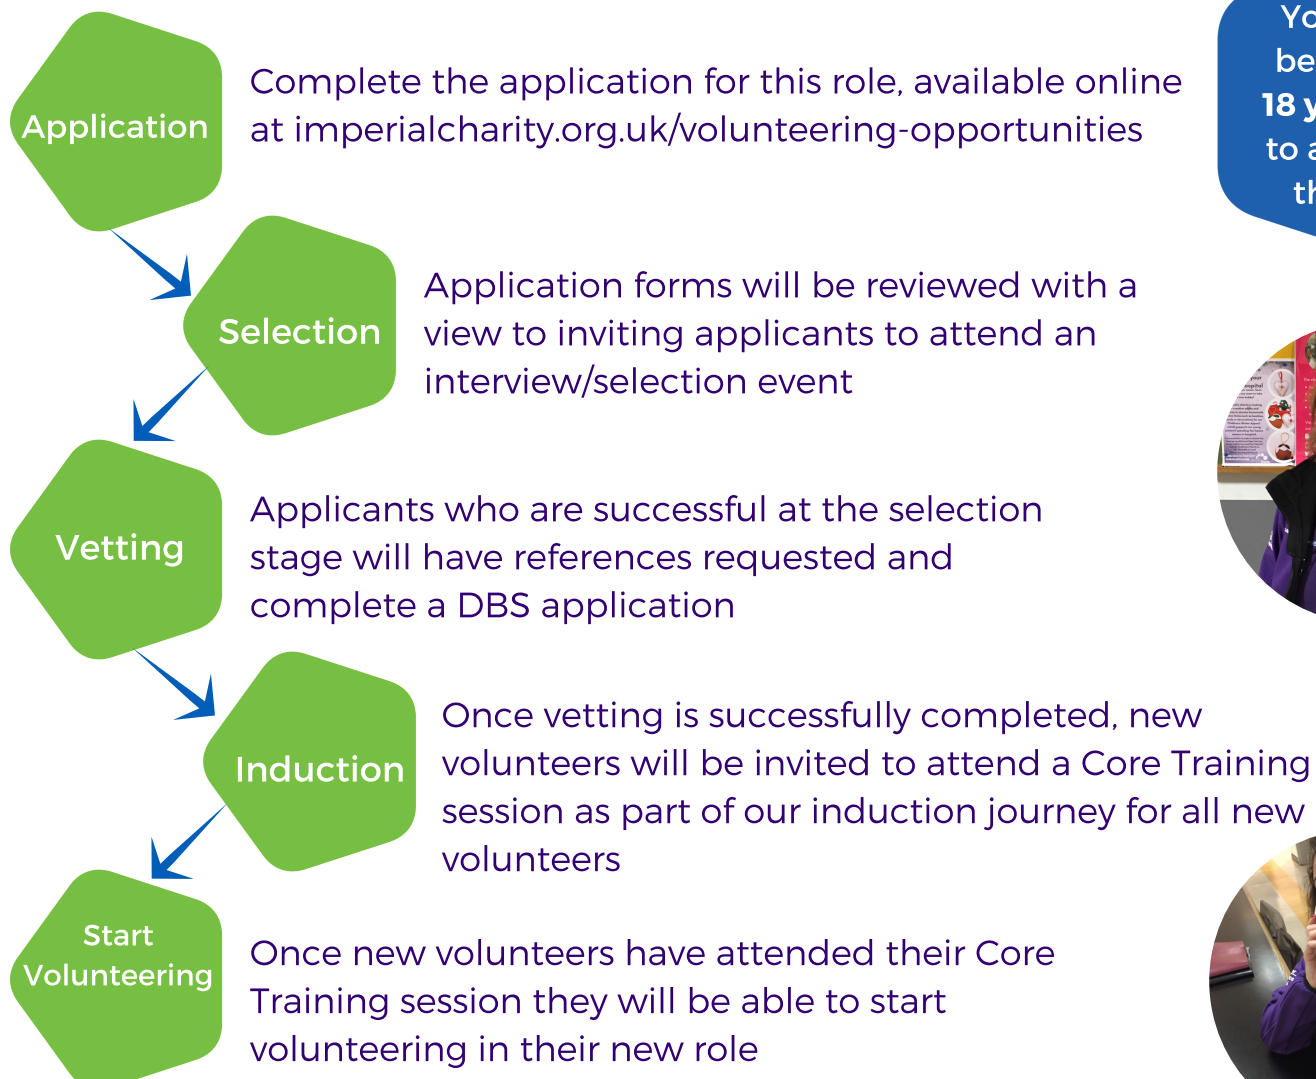 Application
Complete the application for this role, available online
at imperialcharity.org.uk/volunteering-opportunities
be
18 y
to a
Selection
Application forms will be reviewed with a
view to inviting applicants to attend an
interview/selection event
Vetting
Applicants who are successful at the selection
stage will have references requested and
complete a DBS application
Induction
Once vetting is successfully completed, new
volunteers will be invited to attend a Core Training
session as part of our induction journey for all new
volunteers
Start
Volunteering
Once new volunteers have attended their Core
Training session they will be able to start
volunteering in their new role